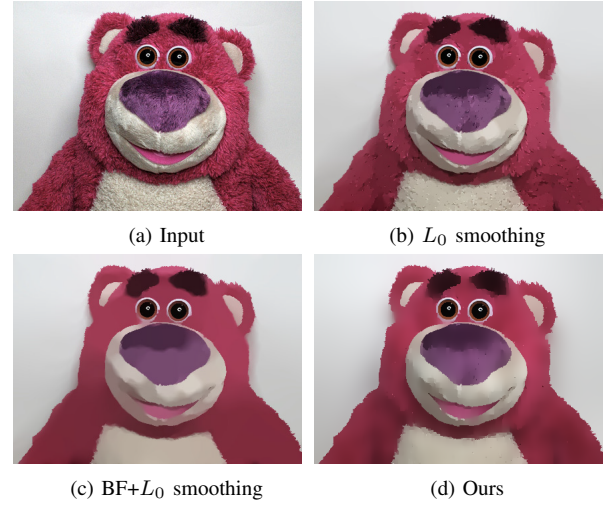 (a) Input
(b) L₀ smoothing
(c) BF+L₀ smoothing
(d) Ours